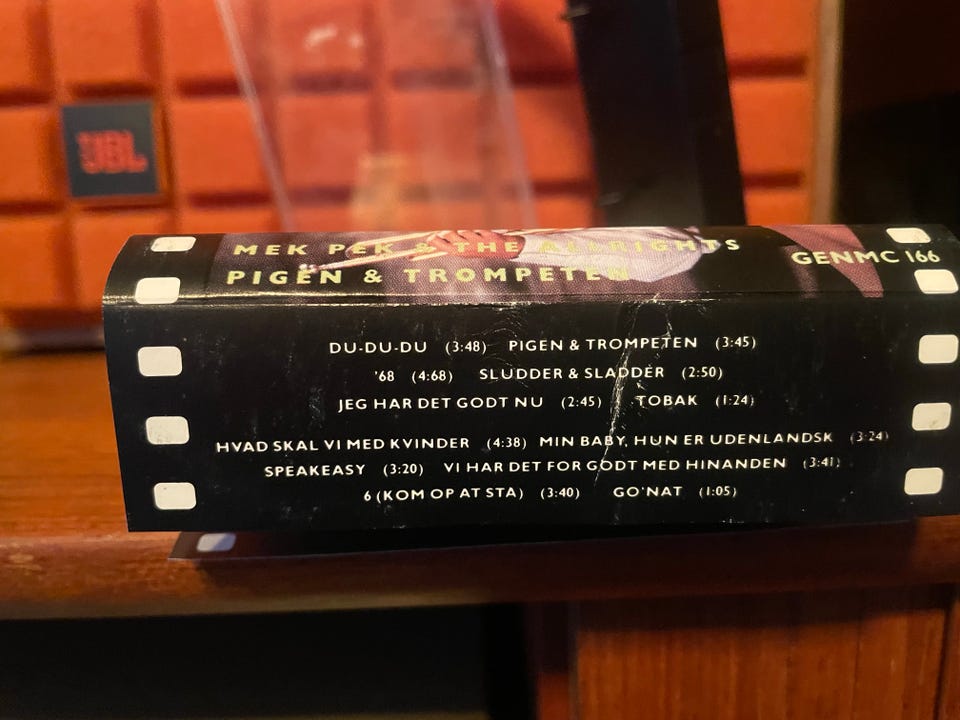 JBL
MEK PEK & THE ALLRIGHTS
PIGEN & TROMPETEN
GENMC 166
DU-DU-DU (3:48) PIGEN & TROMPETEN (3:45)
'68 (4:68) SLUDDER & SLADDER (2:50)
JEG HAR DET GODT NU (2:45) TOBAK (1:24)
HVAD SKAL VI MED KVINDER (4:38) MIN BABY, HUN ER UDENLANDSK (3:24)
SPEAKEASY (3:20) VI HAR DET FOR GODT MED HINANDEN (3:41)
6 (KOM OP AT STA) (3:40) GO'NAT (1:05)